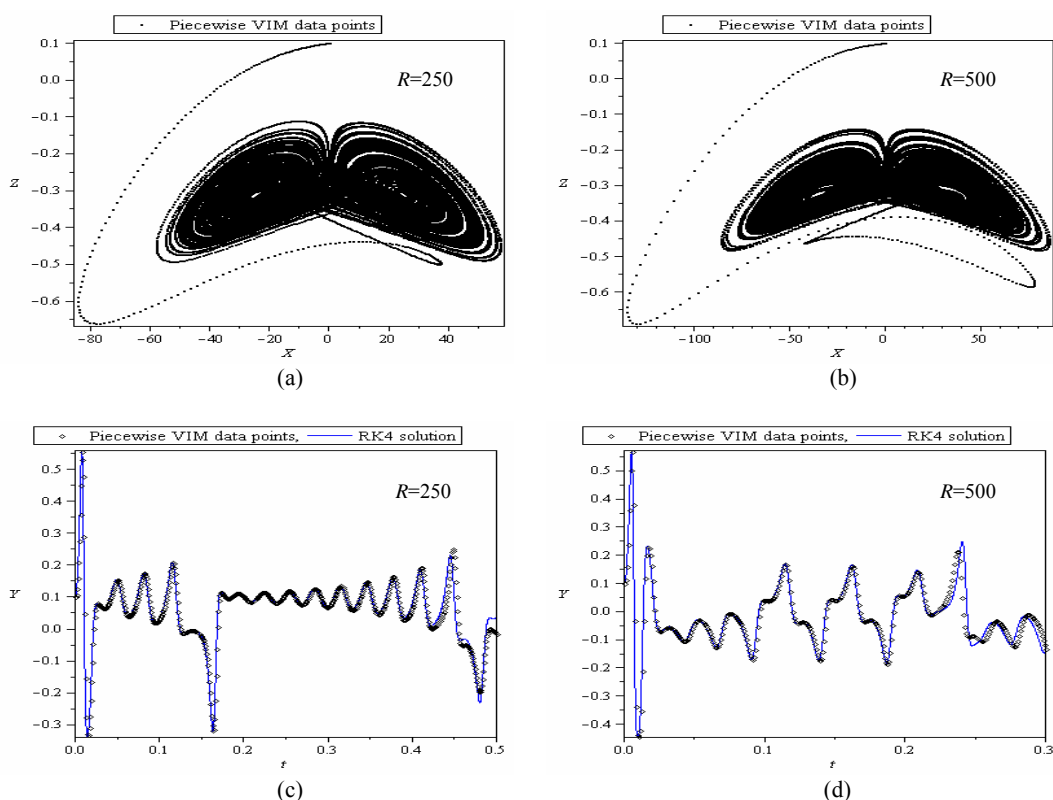 Piecewise VIM data points
R=250
0.1
0.0
−0.1
−0.2
−0.3
−0.4
−0.5
−0.6
Z
−80 −60 −40 −20 0 20 40
X
(a)
Piecewise VIM data points
R=500
0.1
0.0
−0.1
−0.2
−0.3
−0.4
−0.5
−0.6
Z
−100 −50 0 50
X
(b)
Piecewise VIM data points, RK4 solution
R=250
0.5
0.4
0.3
0.2
0.1
0.0
−0.1
−0.2
−0.3
Y
0.0 0.1 0.2 0.3 0.4 0.5
t
(c)
Piecewise VIM data points, RK4 solution
R=500
0.5
0.4
0.3
0.2
0.1
0.0
−0.1
−0.2
−0.3
−0.4
Y
0.0 0.1 0.2 0.3
t
(d)